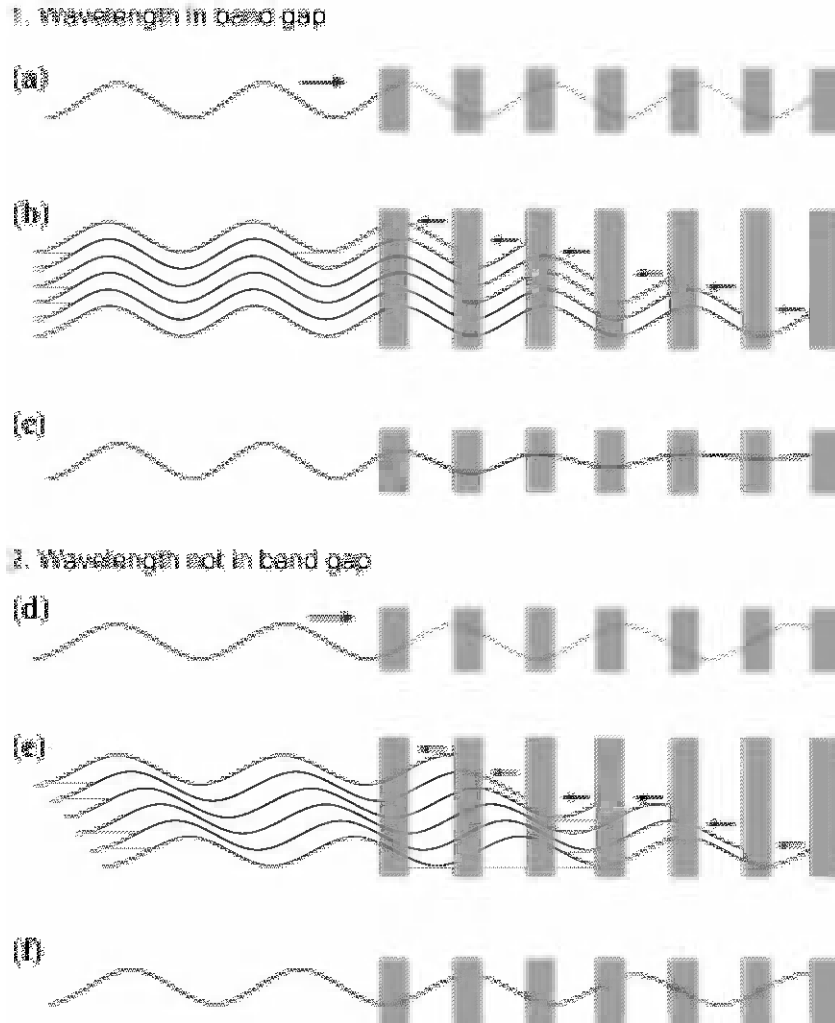 1. Wavelength in band gap
(a)
(b)
(c)
2. Wavelength not in band gap
(d)
(e)
(f)